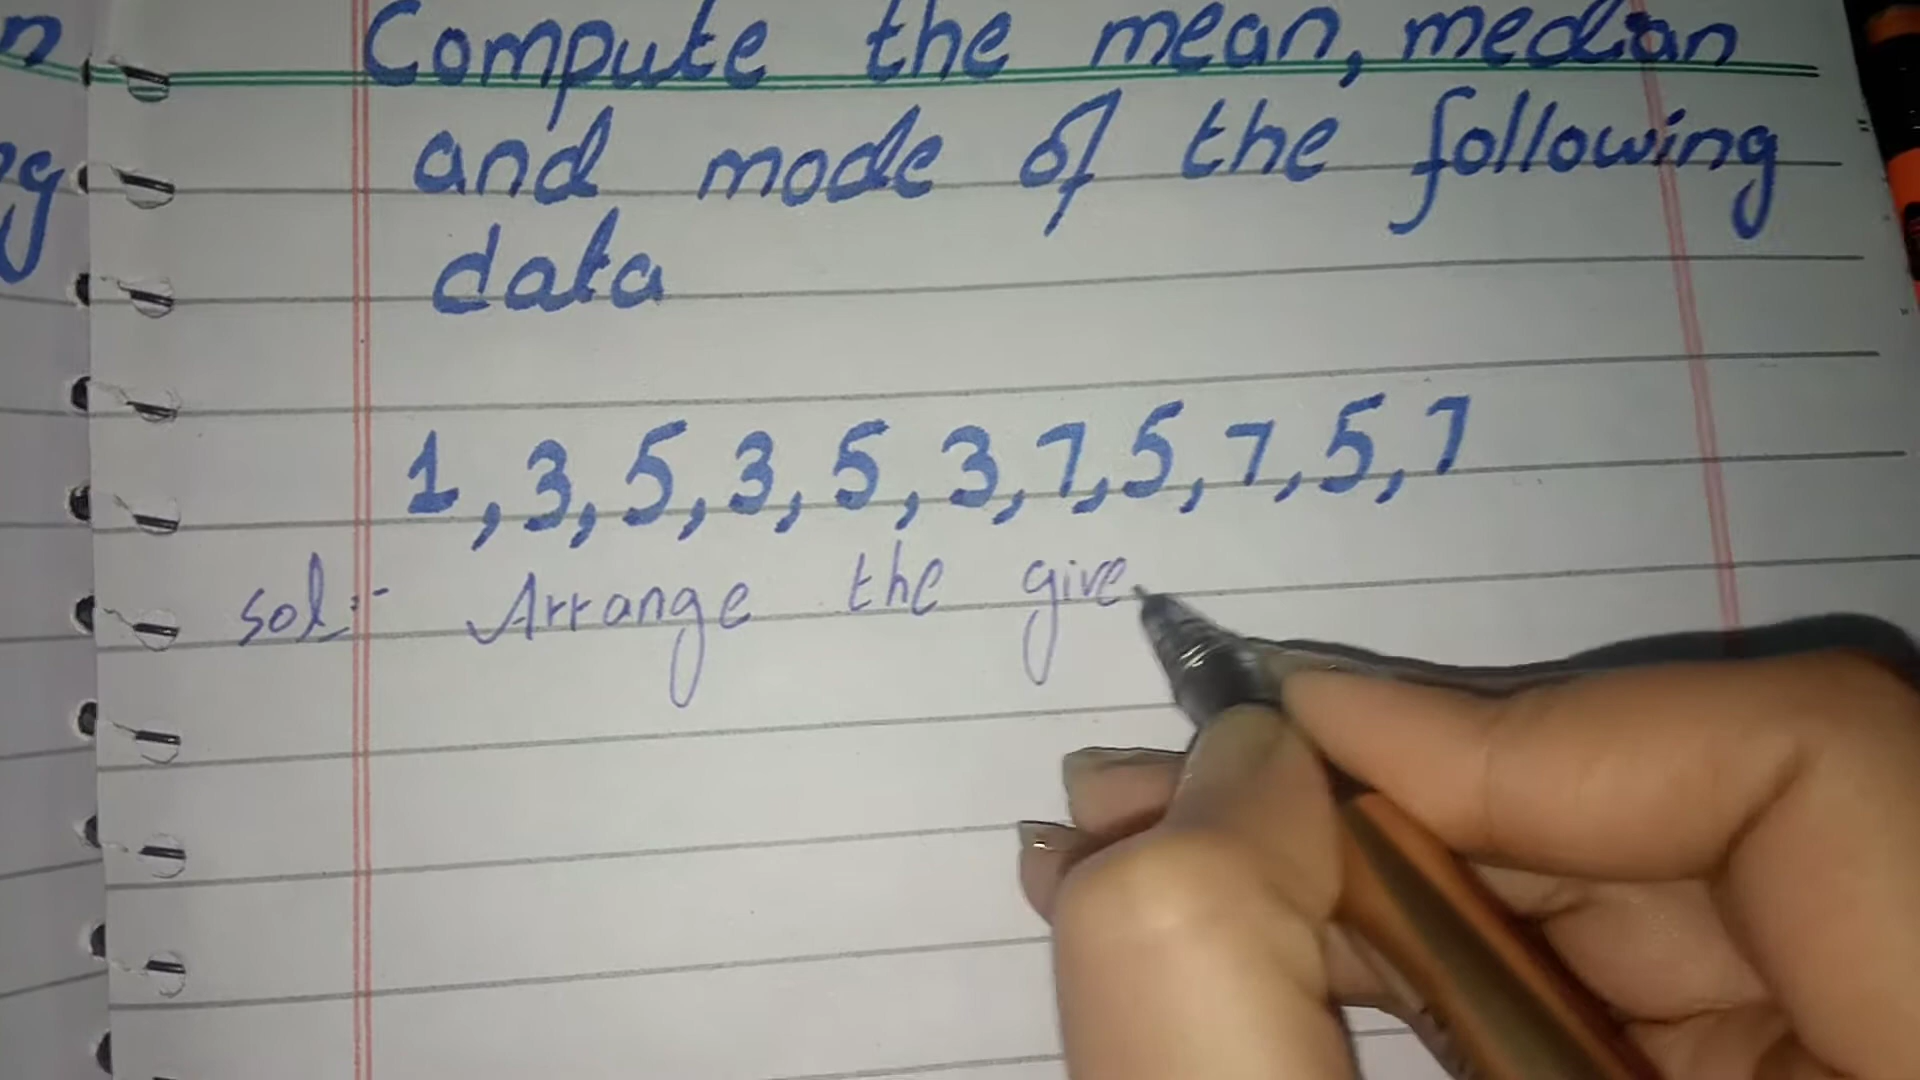 Compute the mean, median
and mode of the following
data
1, 3, 5, 3, 5, 3, 7, 5, 7, 5, 7
sol:- Arrange the give